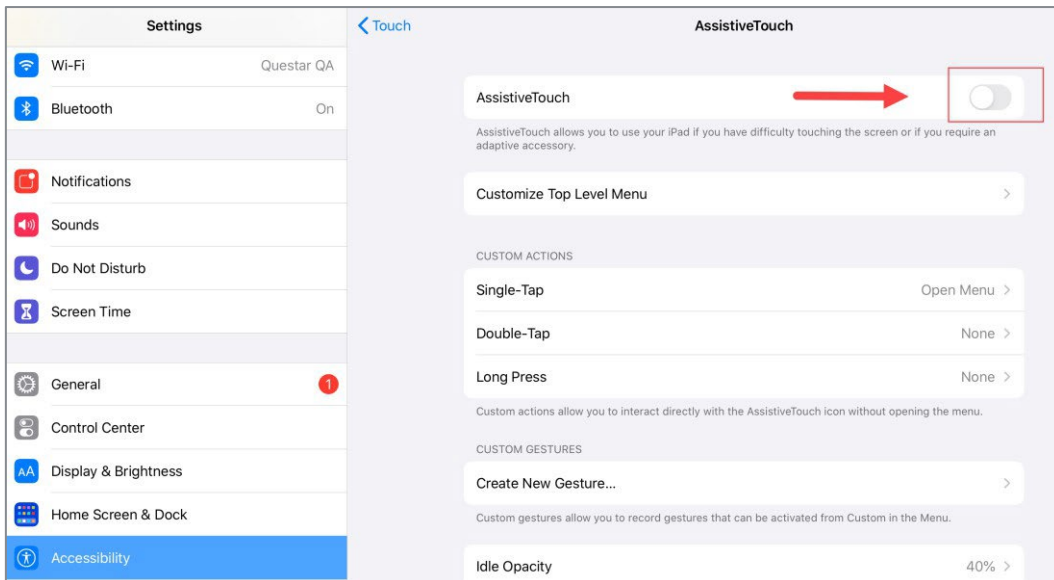 Settings
Wi-Fi Questar QA
Bluetooth On
Notifications
Sounds
Do Not Disturb
Screen Time
General 1
Control Center
AA Display & Brightness
Home Screen & Dock
Accessibility
Touch
AssistiveTouch
AssistiveTouch
AssistiveTouch allows you to use your iPad if you have difficulty touching the screen or if you require an
adaptive accessory.
Customize Top Level Menu
CUSTOM ACTIONS
Single-Tap Open Menu
Double-Tap None
Long Press None
Custom actions allow you to interact directly with the AssistiveTouch icon without opening the menu.
CUSTOM GESTURES
Create New Gesture...
Custom gestures allow you to record gestures that can be activated from Custom in the Menu.
Idle Opacity 40%